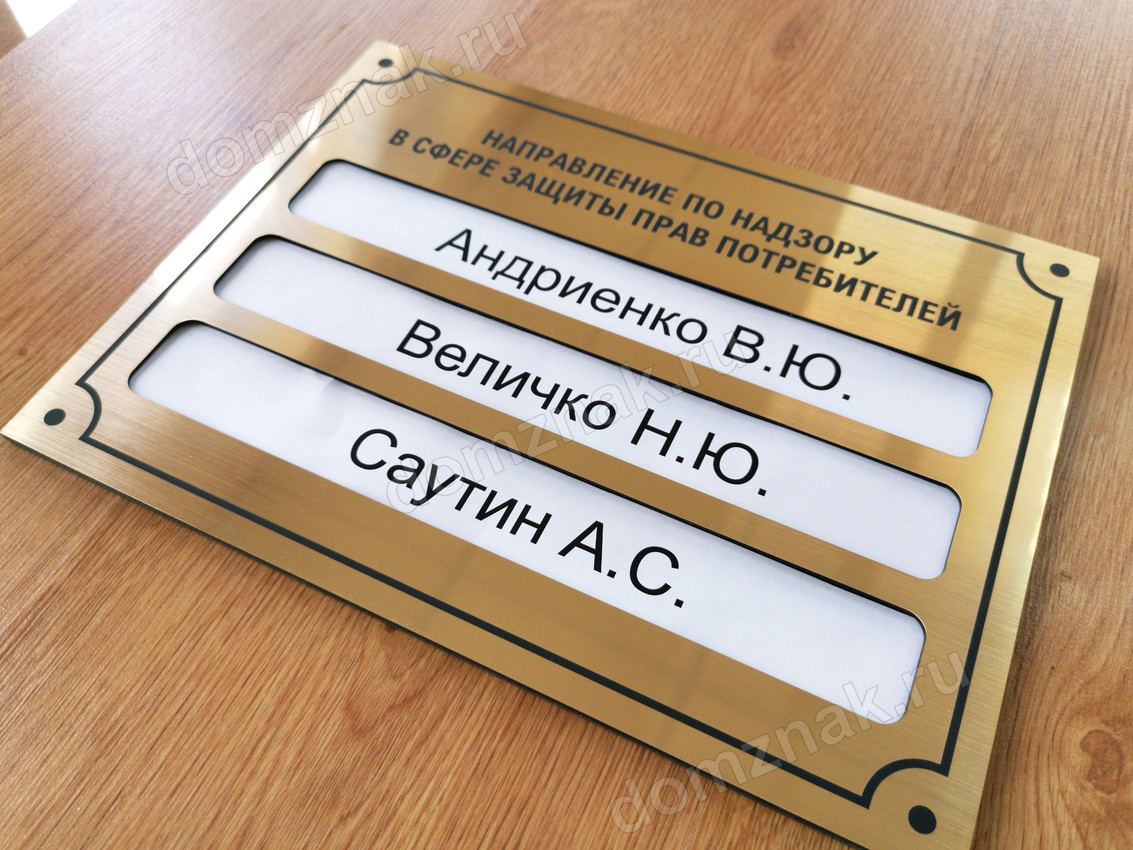 НАПРАВЛЕНИЕ ПО НАДЗОРУ
В СФЕРЕ ЗАЩИТЫ ПРАВ ПОТРЕБИТЕЛЕЙ
Андриенко В.Ю.
Величко Н.Ю.
Саутин А.С.
domznak.ru
domznak.ru
domznak.ru